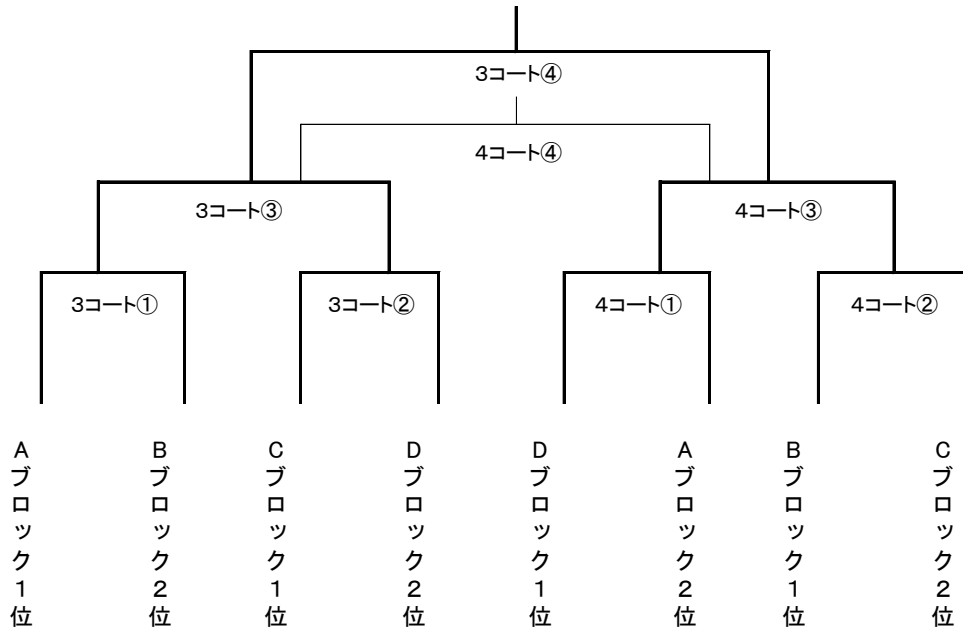 3コート④
4コート④
3コート③
4コート③
3コート①
3コート②
4コート①
4コート②
Aブロック1位
Bブロック2位
Cブロック1位
Dブロック2位
Dブロック1位
Aブロック2位
Bブロック1位
Cブロック2位